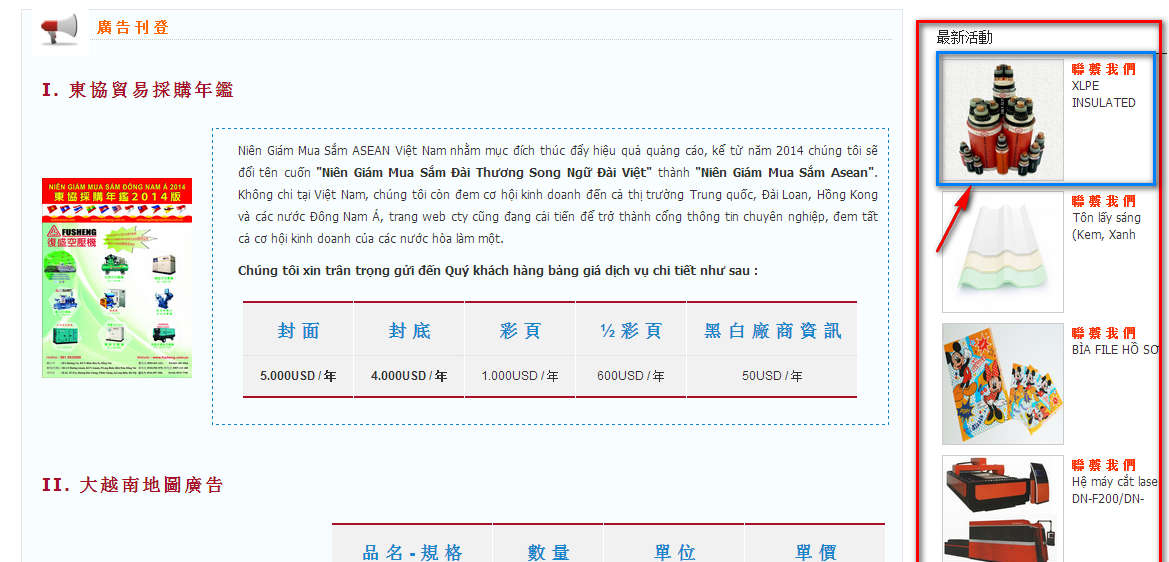 廣告刊登
I. 東協貿易採購年鑑
NIÊN GIÁM MUA SẮM ĐÔNG NAM Á 2014
東協採購年鑑2014版
FUSHENG
復盛空壓機
Niên Giám Mua Sắm ASEAN Việt Nam nhằm mục đích thúc đẩy hiệu quả quảng cáo, kể từ năm 2014 chúng tôi sẽ
đổi tên cuốn "Niên Giám Mua Sắm Đài Thương Song Ngữ Đài Việt" thành "Niên Giám Mua Sắm Asean".
Không chỉ tại Việt Nam, chúng tôi còn đem cơ hội kinh doanh đến cả thị trường Trung quốc, Đài Loan, Hồng Kong
và các nước Đông Nam Á, trang web cty cũng đang cải tiến để trở thành cổng thông tin chuyên nghiệp, đem tất
cả cơ hội kinh doanh của các nước hòa làm một.
Chúng tôi xin trân trọng gửi đến Quý khách hàng bảng giá dịch vụ chi tiết như sau :
封面 封底 彩頁 ½彩頁 黑白廠商資訊
5.000USD / 年 4.000USD / 年 1.000USD / 年 600USD / 年 50USD / 年
II. 大越南地圖廣告
品名-規格 數量 單位 單價
最新活動
聯繫我們
XLPE
INSULATED
聯繫我們
Tôn lấy sáng
(Kem, Xanh
聯繫我們
BÌA FILE HỒ SƠ
聯繫我們
Hệ máy cắt lase
DN-F200/DN-